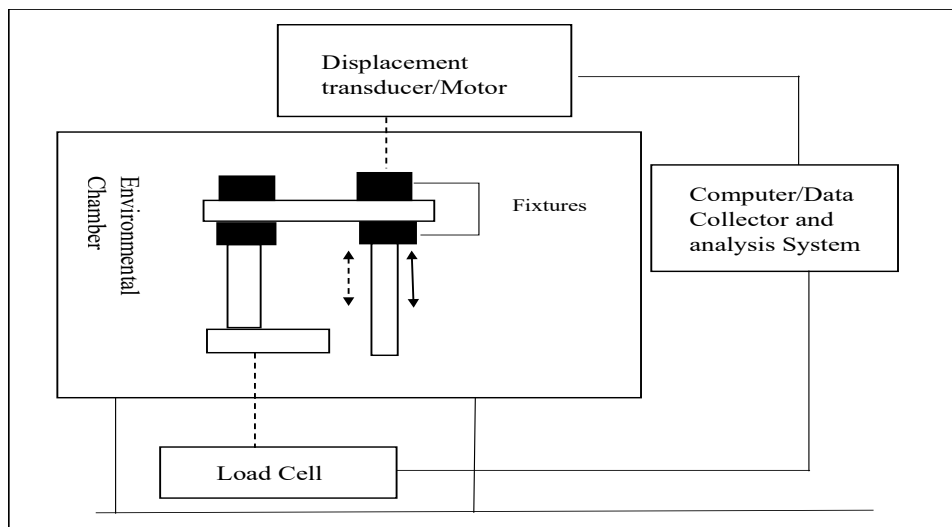 Displacement
transducer/Motor
Environmental
Chamber
Fixtures
Computer/Data
Collector and
analysis System
Load Cell